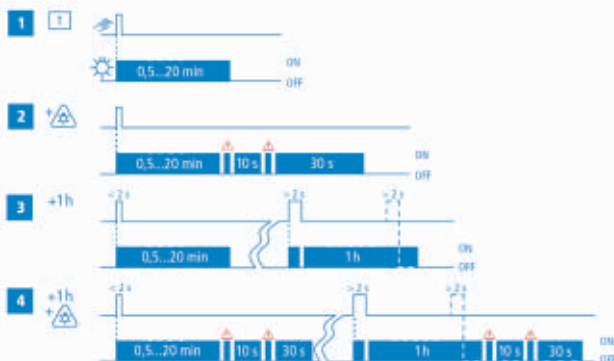 1 T
0,5...20 min ON
OFF
2 +
0,5...20 min 10 s 30 s ON
OFF
< 2 s > 2 s > 2 s
3 +1h
0,5...20 min 1h ON
OFF
< 2 s > 2 s > 2 s
4 +1h
+
0,5...20 min 10 s 30 s 1h 10 s 30 s ON
OFF